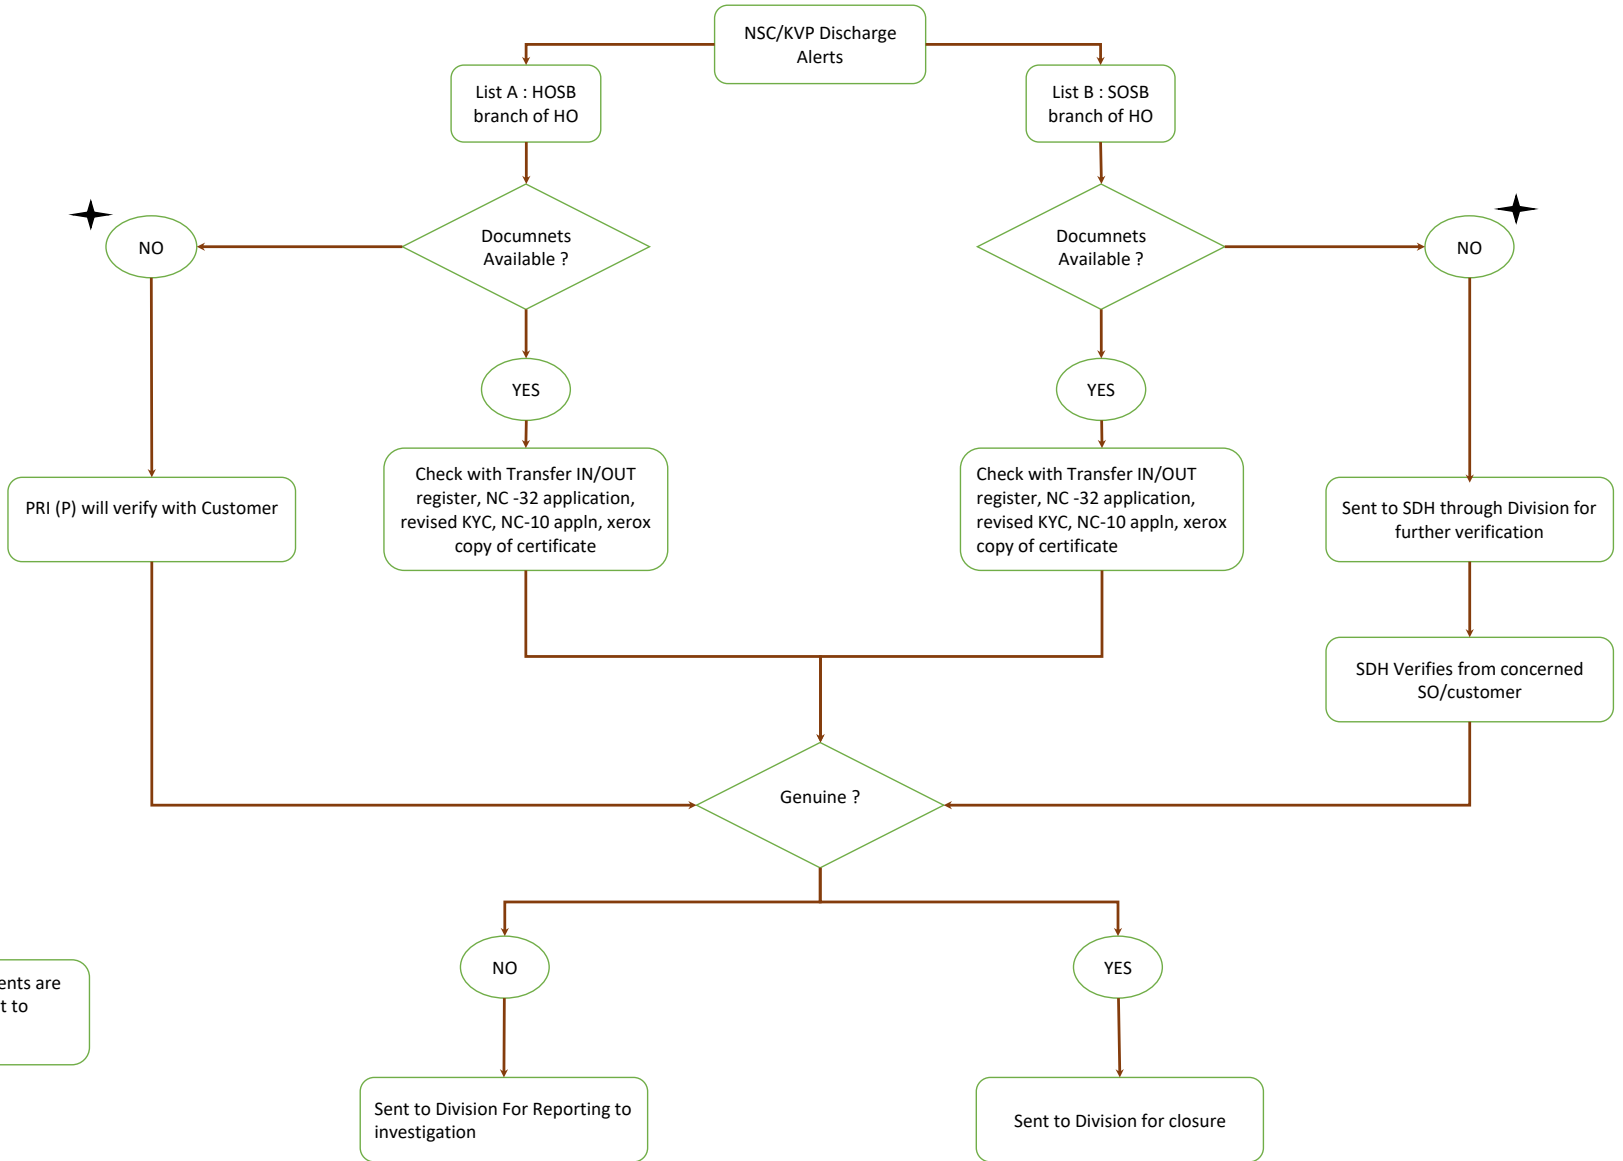 NSC/KVP Discharge
Alerts
List A : HOSB
branch of HO
List B : SOSB
branch of HO
NO
Documnets
Available ?
Documnets
Available ?
NO
YES
YES
PRI (P) will verify with Customer
Check with Transfer IN/OUT
register, NC -32 application,
revised KYC, NC-10 appln, xerox
copy of certificate
Check with Transfer IN/OUT
register, NC -32 application,
revised KYC, NC-10 appln, xerox
copy of certificate
Sent to SDH through Division for
further verification
SDH Verifies from concerned
SO/customer
Genuine ?
NO
YES
are
to
Sent to Division For Reporting to
investigation
Sent to Division for closure